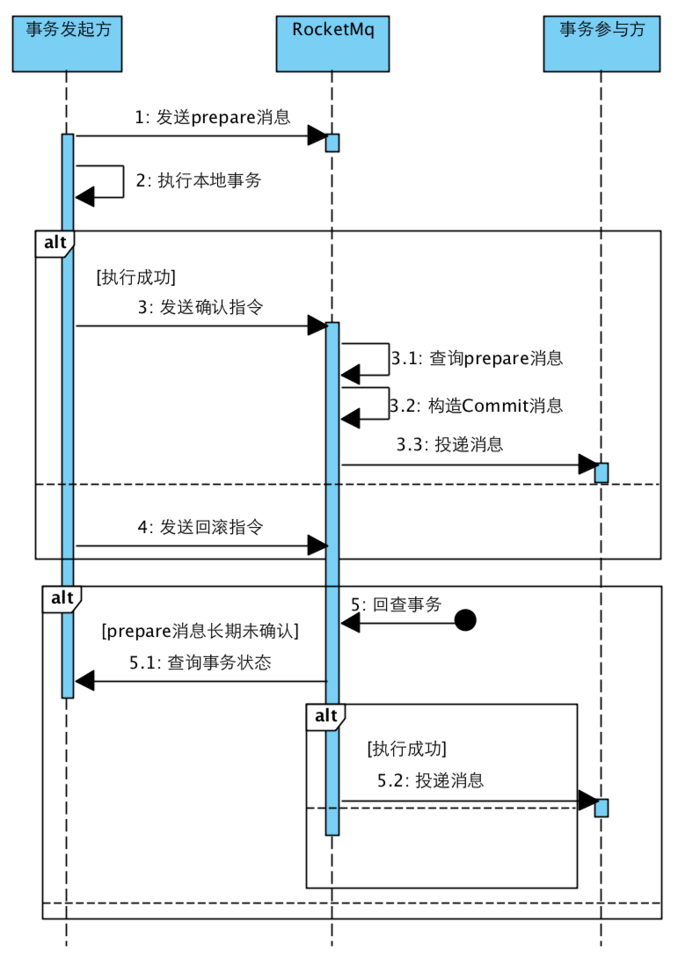 事务发起方
RocketMq
事务参与方
1: 发送prepare消息
2: 执行本地事务
alt
[执行成功]
3: 发送确认指令
3.1: 查询prepare消息
3.2: 构造Commit消息
3.3: 投递消息
4: 发送回滚指令
alt
5: 回查事务
[prepare消息长期未确认]
5.1: 查询事务状态
alt
[执行成功]
5.2: 投递消息